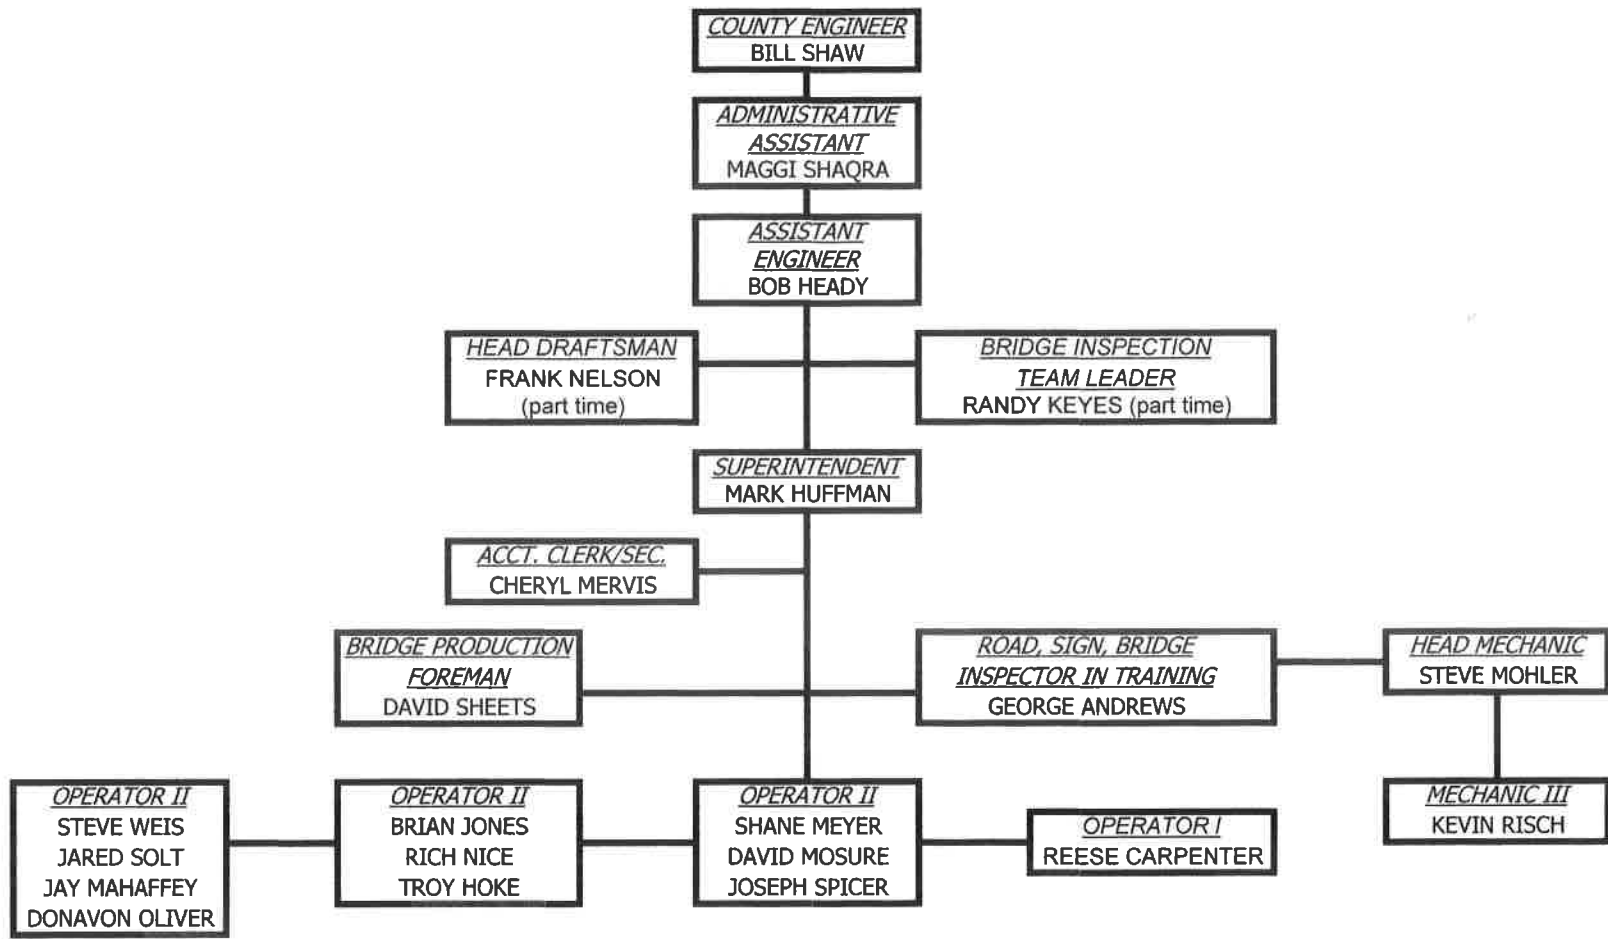 COUNTY ENGINEER
BILL SHAW
ADMINISTRATIVE
ASSISTANT
MAGGI SHAQRA
ASSISTANT
ENGINEER
BOB HEADY
HEAD DRAFTSMAN
FRANK NELSON
(part time)
BRIDGE INSPECTION
TEAM LEADER
RANDY KEYES (part time)
SUPERINTENDENT
MARK HUFFMAN
ACCT. CLERK/SEC.
CHERYL MERVIS
BRIDGE PRODUCTION
FOREMAN
DAVID SHEETS
ROAD, SIGN, BRIDGE
INSPECTOR IN TRAINING
GEORGE ANDREWS
HEAD MECHANIC
STEVE MOHLER
OPERATOR II
STEVE WEIS
JARED SOLT
JAY MAHAFFEY
DONAVON OLIVER
OPERATOR II
BRIAN JONES
RICH NICE
TROY HOKE
OPERATOR II
SHANE MEYER
DAVID MOSURE
JOSEPH SPICER
OPERATOR I
REESE CARPENTER
MECHANIC III
KEVIN RISCH